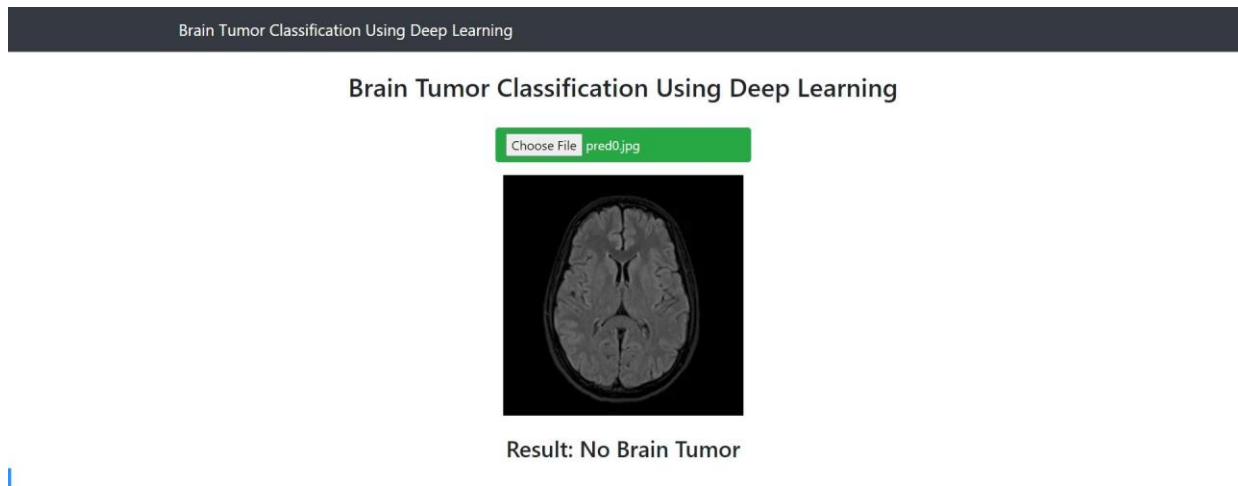 Brain Tumor Classification Using Deep Learning
Brain Tumor Classification Using Deep Learning
Choose File pred0.jpg
Result: No Brain Tumor